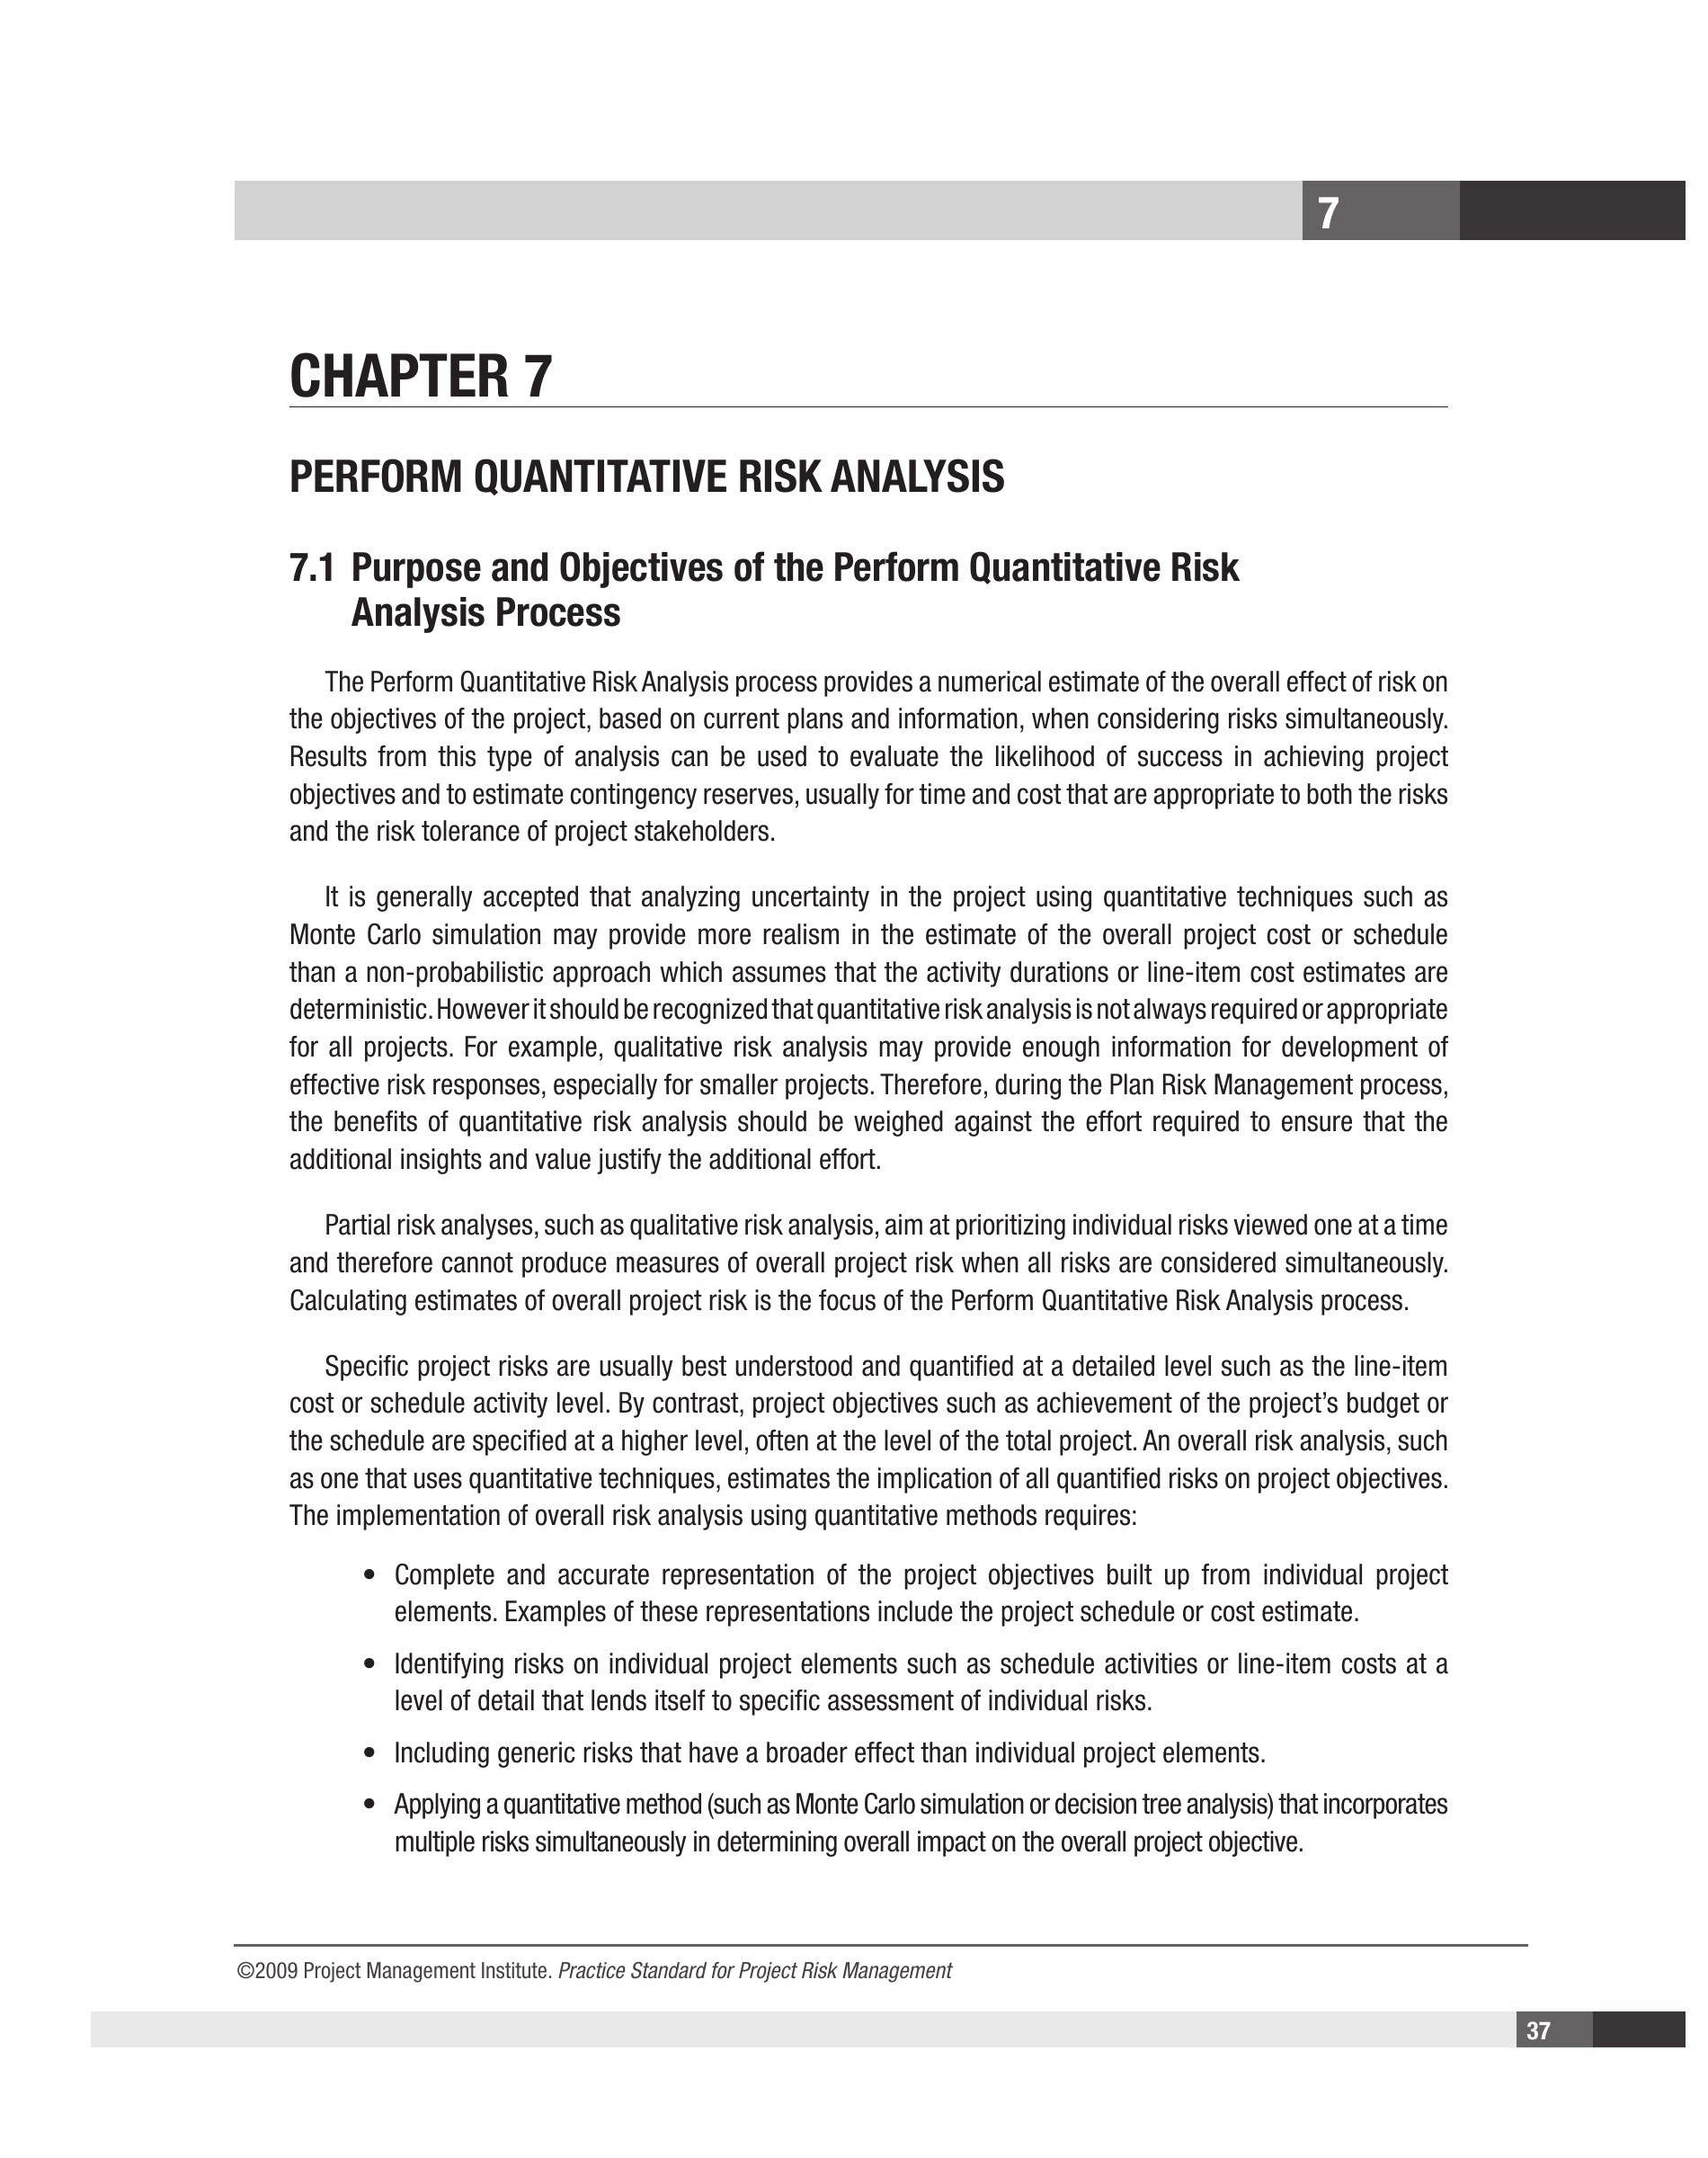 7
CHAPTER 7
PERFORM QUANTITATIVE RISK ANALYSIS
7.1 Purpose and Objectives of the Perform Quantitative Risk
Analysis Process
The Perform Quantitative Risk Analysis process provides a numerical estimate of the overall effect of risk on
the objectives of the project, based on current plans and information, when considering risks simultaneously.
Results from this type of analysis can be used to evaluate the likelihood of success in achieving project
objectives and to estimate contingency reserves, usually for time and cost that are appropriate to both the risks
and the risk tolerance of project stakeholders.
It is generally accepted that analyzing uncertainty in the project using quantitative techniques such as
Monte Carlo simulation may provide more realism in the estimate of the overall project cost or schedule
than a non-probabilistic approach which assumes that the activity durations or line-item cost estimates are
deterministic. However it should be recognized that quantitative risk analysis is not always required or appropriate
for all projects. For example, qualitative risk analysis may provide enough information for development of
effective risk responses, especially for smaller projects. Therefore, during the Plan Risk Management process,
the benefits of quantitative risk analysis should be weighed against the effort required to ensure that the
additional insights and value justify the additional effort.
Partial risk analyses, such as qualitative risk analysis, aim at prioritizing individual risks viewed one at a time
and therefore cannot produce measures of overall project risk when all risks are considered simultaneously.
Calculating estimates of overall project risk is the focus of the Perform Quantitative Risk Analysis process.
Specific project risks are usually best understood and quantified at a detailed level such as the line-item
cost or schedule activity level. By contrast, project objectives such as achievement of the project's budget or
the schedule are specified at a higher level, often at the level of the total project. An overall risk analysis, such
as one that uses quantitative techniques, estimates the implication of all quantified risks on project objectives.
The implementation of overall risk analysis using quantitative methods requires:
• Complete and accurate representation of the project objectives built up from individual project
elements. Examples of these representations include the project schedule or cost estimate.
• Identifying risks on individual project elements such as schedule activities or line-item costs at a
level of detail that lends itself to specific assessment of individual risks.
• Including generic risks that have a broader effect than individual project elements.
• Applying a quantitative method (such as Monte Carlo simulation or decision tree analysis) that incorporates
multiple risks simultaneously in determining overall impact on the overall project objective.
©2009 Project Management Institute. Practice Standard for Project Risk Management
37